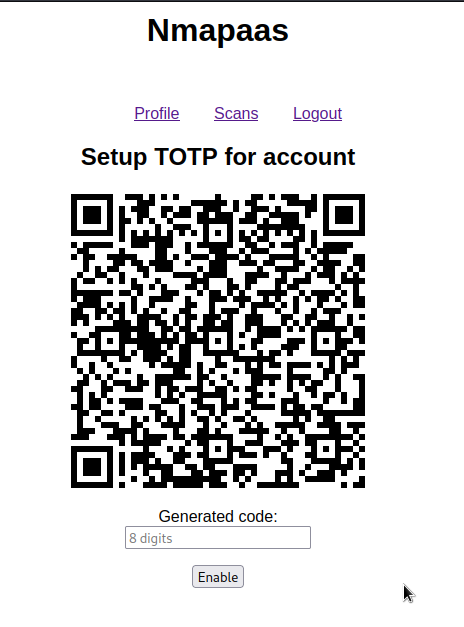 Nmapaas
Profile Scans Logout
Setup TOTP for account
Generated code:
8 digits
Enable